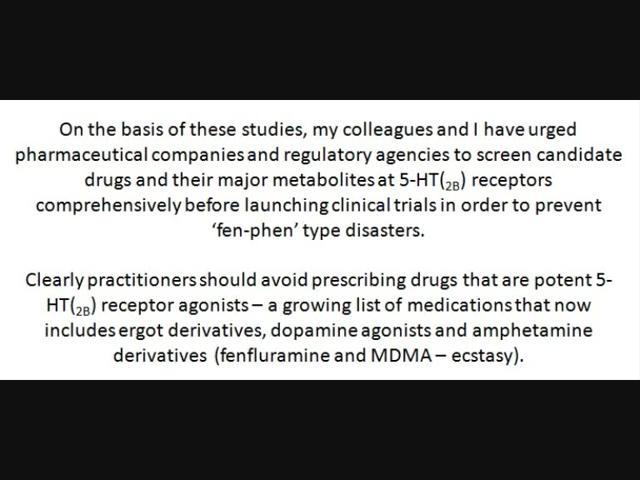 On the basis of these studies, my colleagues and I have urged
pharmaceutical companies and regulatory agencies to screen candidate
drugs and their major metabolites at 5-HT(₂B) receptors
comprehensively before launching clinical trials in order to prevent
‘fen-phen’ type disasters.
Clearly practitioners should avoid prescribing drugs that are potent 5-
HT(₂B) receptor agonists – a growing list of medications that now
includes ergot derivatives, dopamine agonists and amphetamine
derivatives (fenfluramine and MDMA – ecstasy).